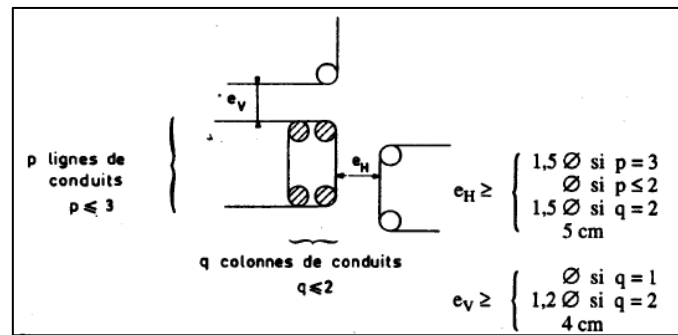 e_V
p lignes de
conduits
p ⩽ 3
e_H
q colonnes de conduits
q⩽2
e_H ≥ { 1,5 Ø si p = 3
Ø si p ≤ 2
1,5 Ø si q = 2
5 cm
e_V ≥ { Ø si q = 1
1,2 Ø si q = 2
4 cm